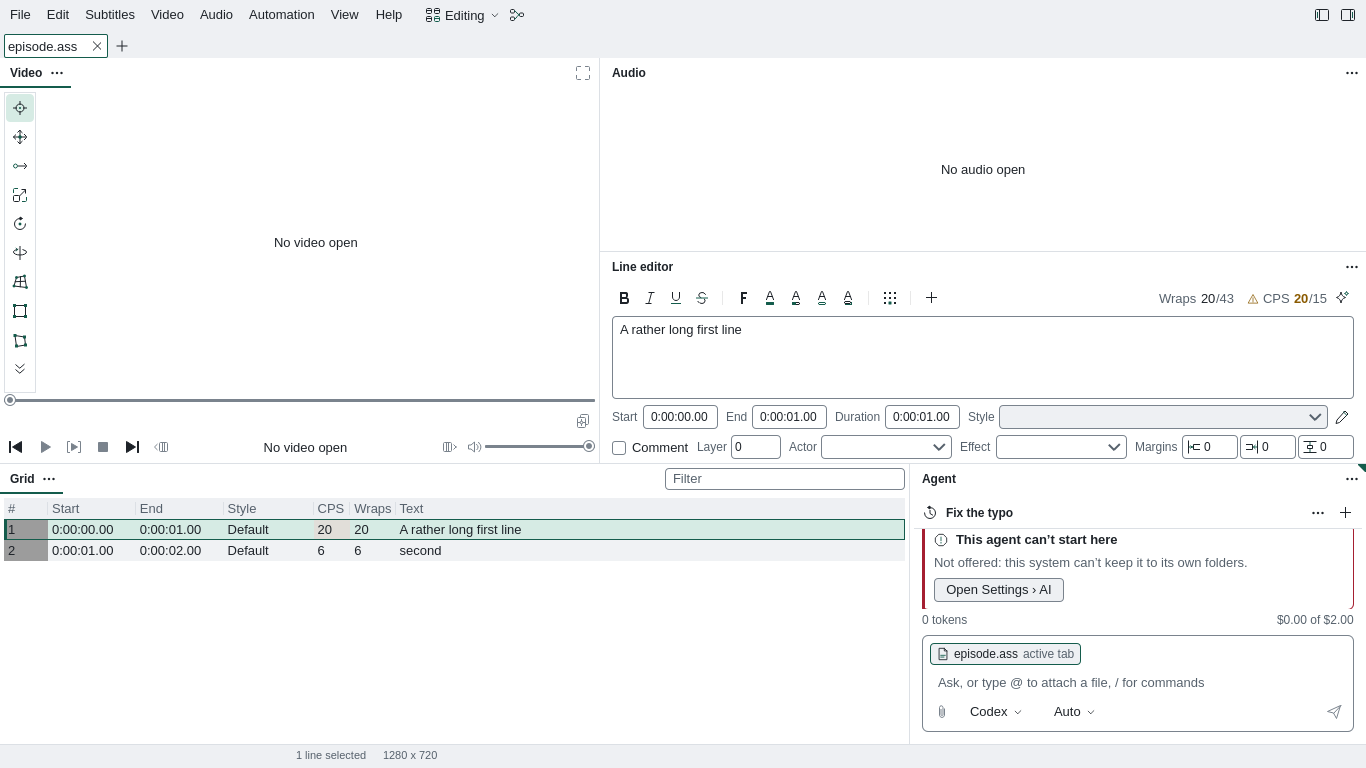 File Edit Subtitles Video Audio Automation View Help Editing
episode.ass
Video
No video open
No video open
Audio
No audio open
Line editor
B I U S F A A A A Wraps 20/43 CPS 20/15
A rather long first line
Start 0:00:00.00 End 0:00:01.00 Duration 0:00:01.00 Style
Comment Layer 0 Actor Effect Margins 0 0 0
Grid Filter
# Start End Style CPS Wraps Text
1 0:00:00.00 0:00:01.00 Default 20 20 A rather long first line
2 0:00:01.00 0:00:02.00 Default 6 6 second
Agent
Fix the typo
This agent can’t start here
Not offered: this system can’t keep it to its own folders.
Open Settings › AI
0 tokens $0.00 of $2.00
episode.ass active tab
Ask, or type @ to attach a file, / for commands
Codex Auto
1 line selected 1280 x 720